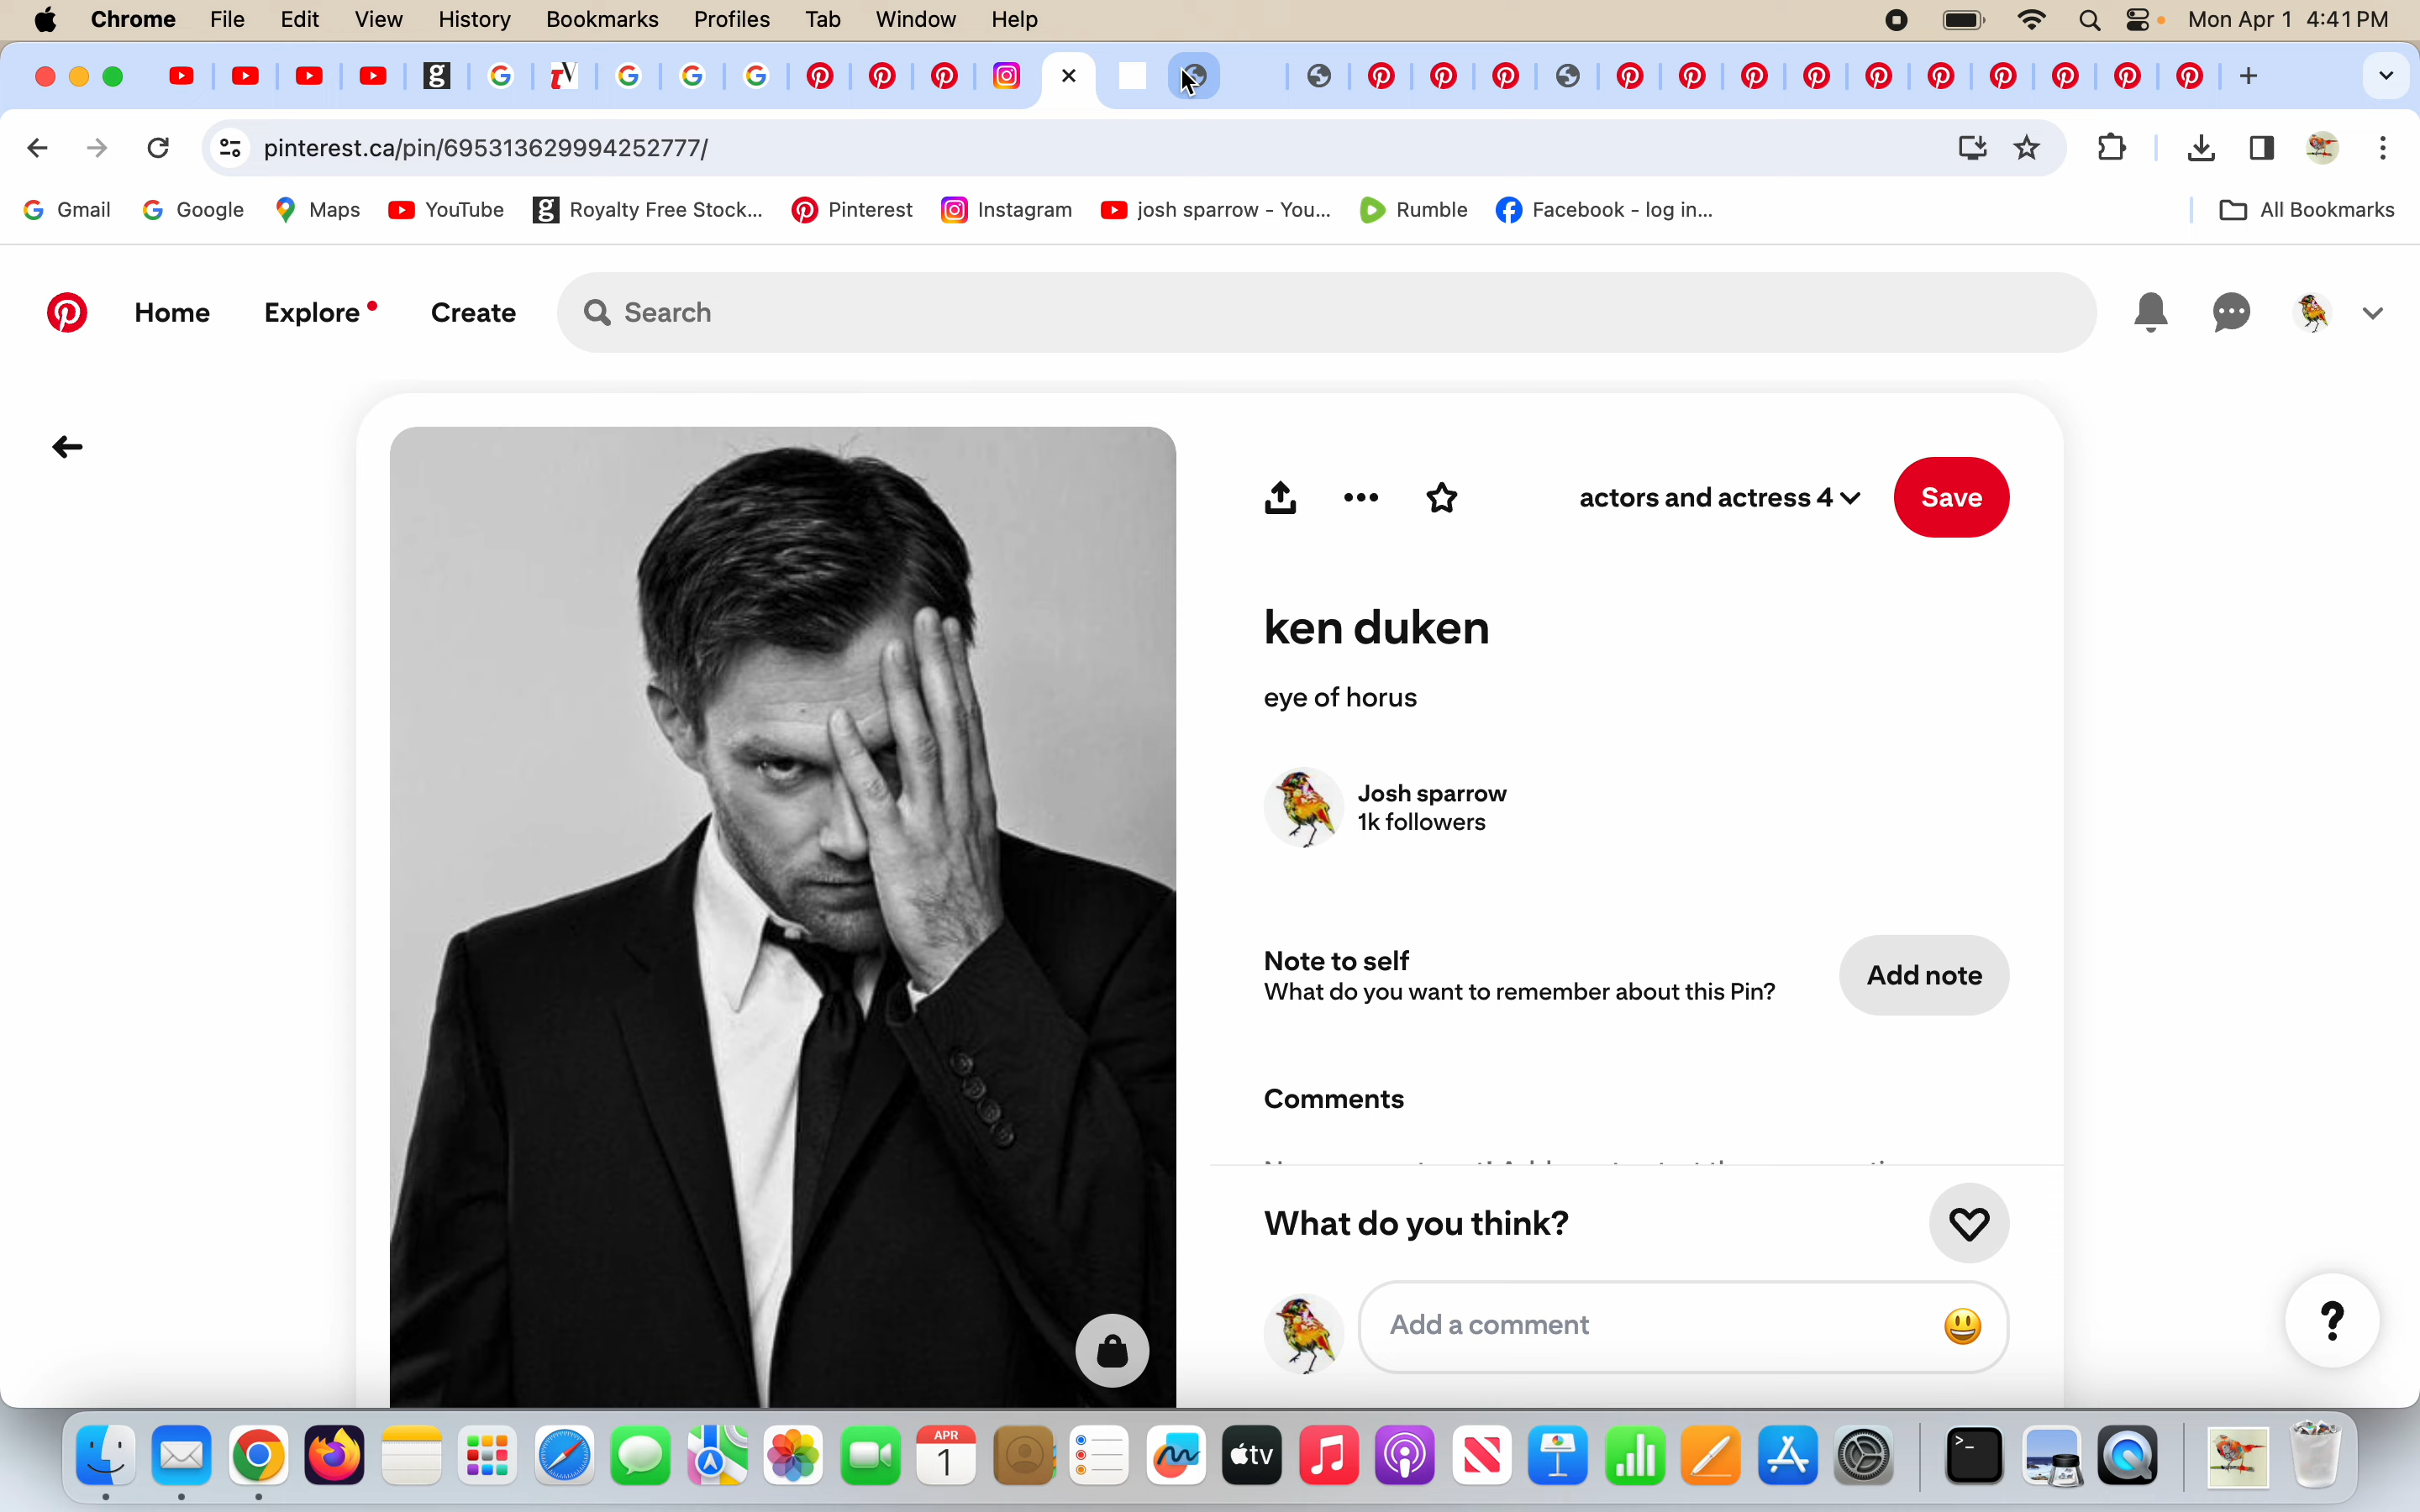 Chrome File Edit View History Bookmarks Profiles Tab Window Help Mon Apr 1 4:41 PM
pinterest.ca/pin/695313629994252777/
Gmail Google Maps YouTube Royalty Free Stock... Pinterest Instagram josh sparrow - You... Rumble Facebook - log in... All Bookmarks
Home Explore Create Search
actors and actress 4 Save
ken duken
eye of horus
Josh sparrow
1k followers
Note to self
What do you want to remember about this Pin?
Add note
Comments
What do you think?
Add a comment
?
APR
1
tv